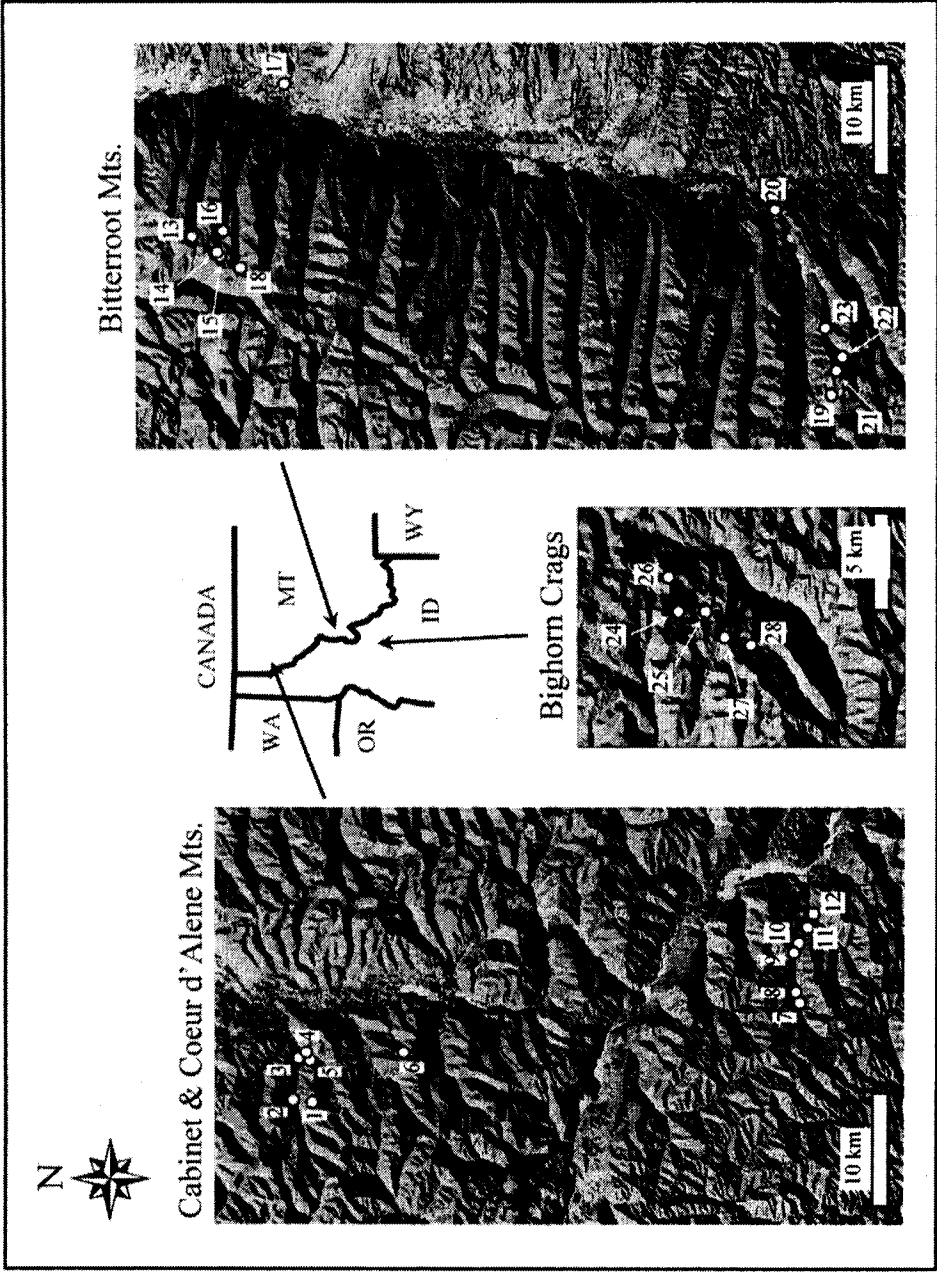 N
Cabinet & Coeur d'Alene Mts.
2
3
4
1
5
6
7
8
9
10
11
12
10 km
CANADA
WA
MT
OR
ID
WY
Bighorn Crags
24
26
25
27
28
5 km
Bitterroot Mts.
14
13
15
16
18
17
19
20
21
23
22
10 km